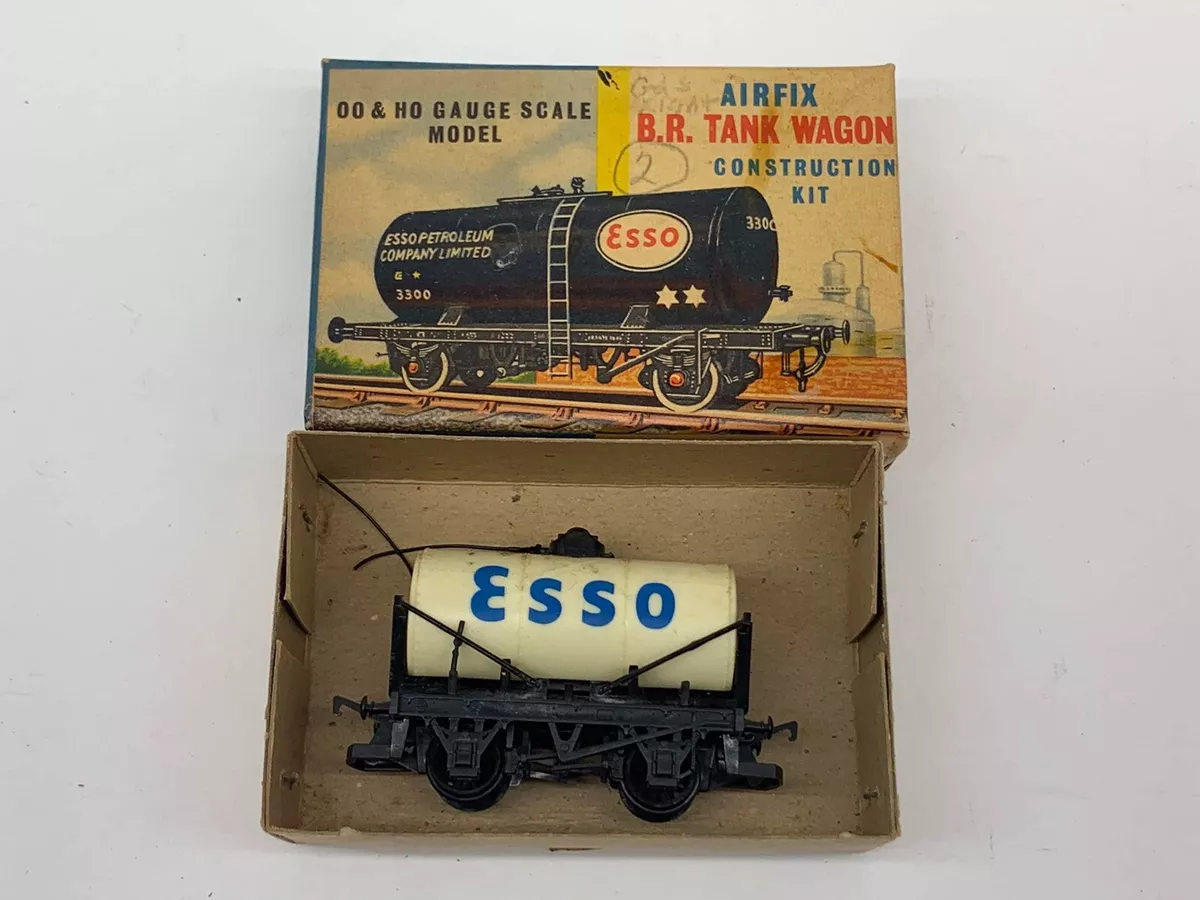 OO & HO GAUGE SCALE
MODEL
AIRFIX
B.R. TANK WAGON
CONSTRUCTION
KIT
2
ESSO PETROLEUM
COMPANY LIMITED
3300
Esso
3300
Esso